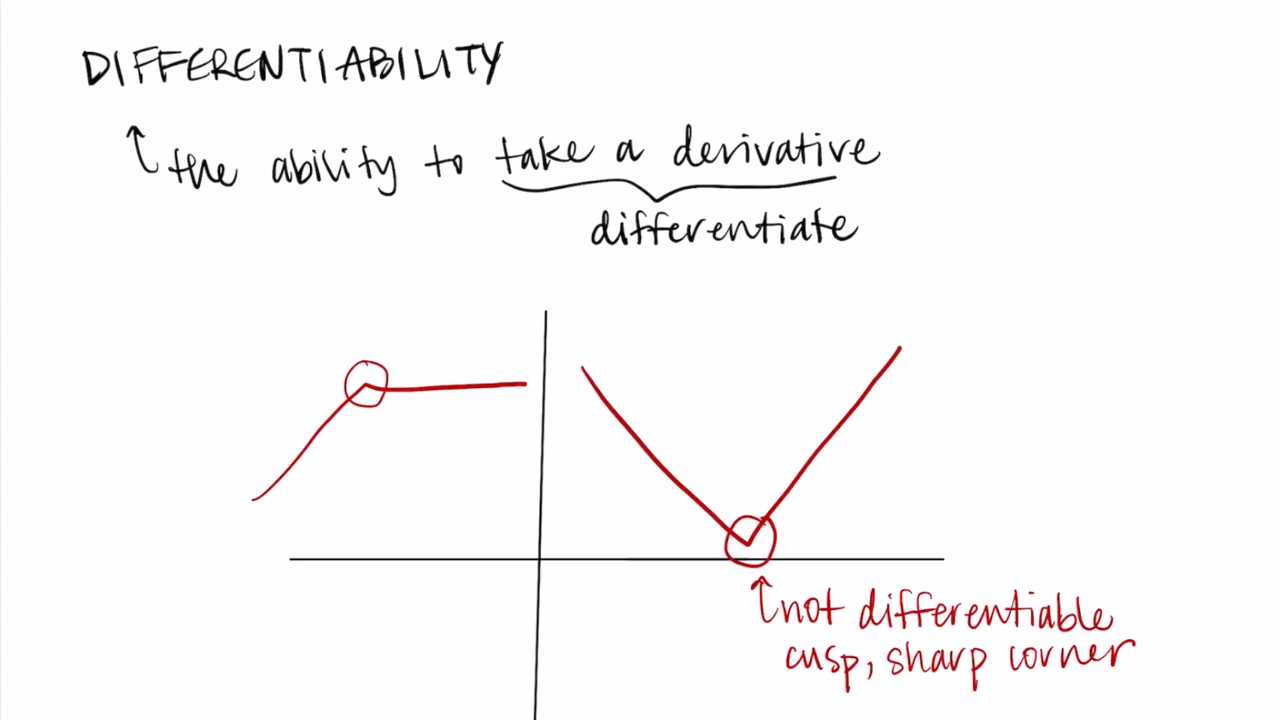 DIFFERENTIABILITY
the ability to take a derivative
differentiate
not differentiable
cusp, sharp corner